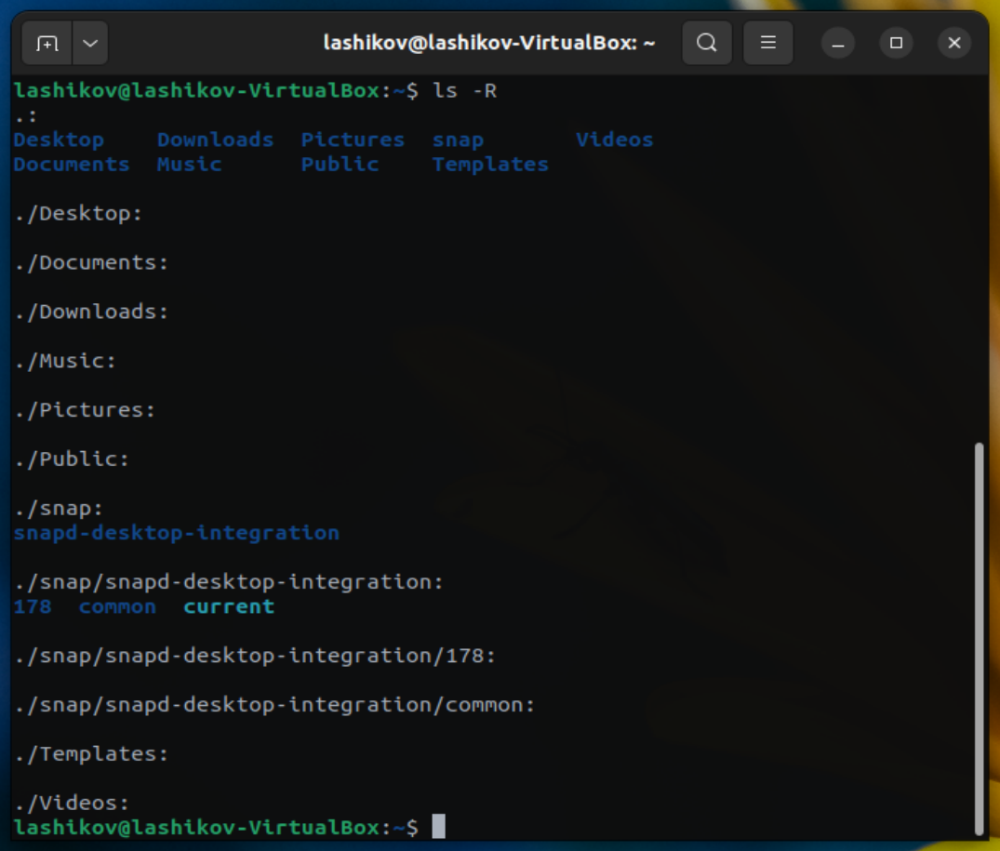 lashikov@lashikov-VirtualBox: ~
lashikov@lashikov-VirtualBox:~$ ls -R
.:
Desktop    Downloads  Pictures  snap       Videos
Documents  Music      Public    Templates
./Desktop:
./Documents:
./Downloads:
./Music:
./Pictures:
./Public:
./snap:
snapd-desktop-integration
./snap/snapd-desktop-integration:
178  common  current
./snap/snapd-desktop-integration/178:
./snap/snapd-desktop-integration/common:
./Templates:
./Videos:
lashikov@lashikov-VirtualBox:~$